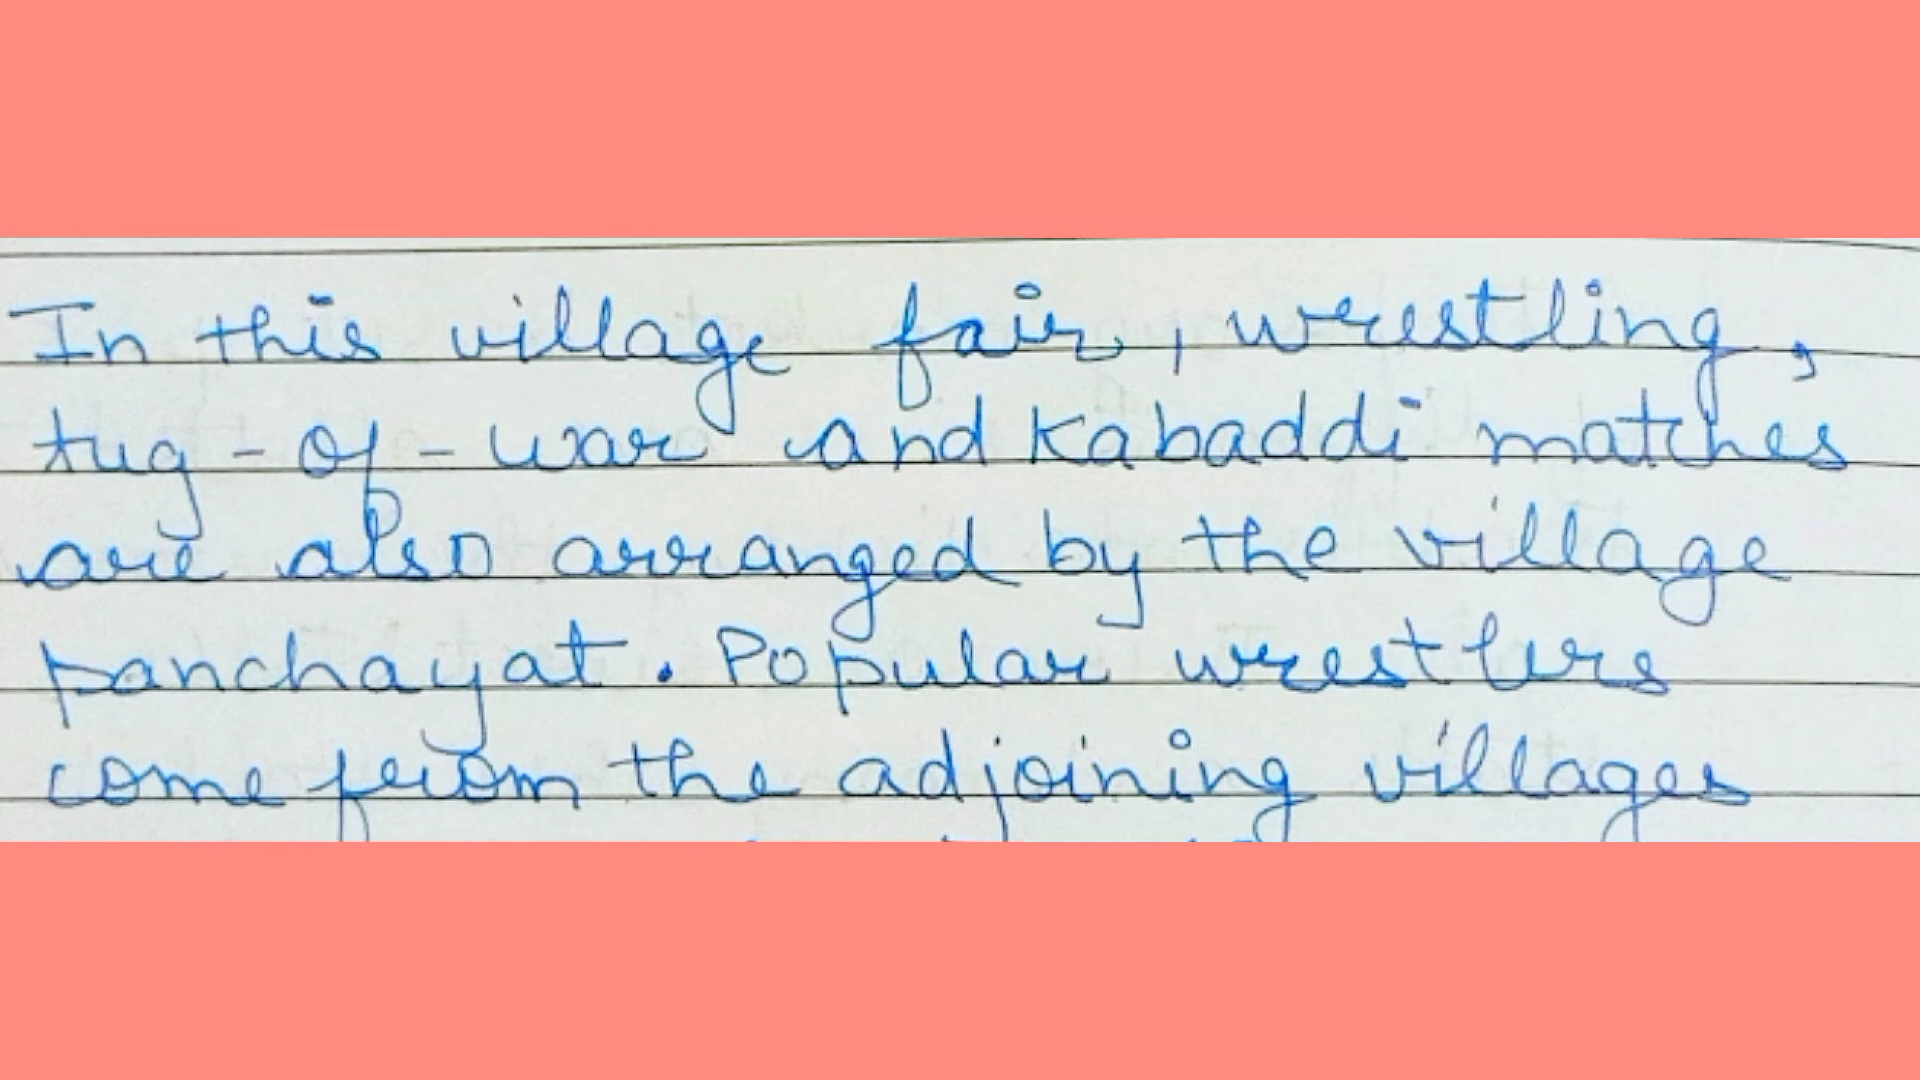 In this village fair, wrestling,
tug-of-war and Kabaddi matches
are also arranged by the village
panchayat. Popular wrestlers
come from the adjoining villages